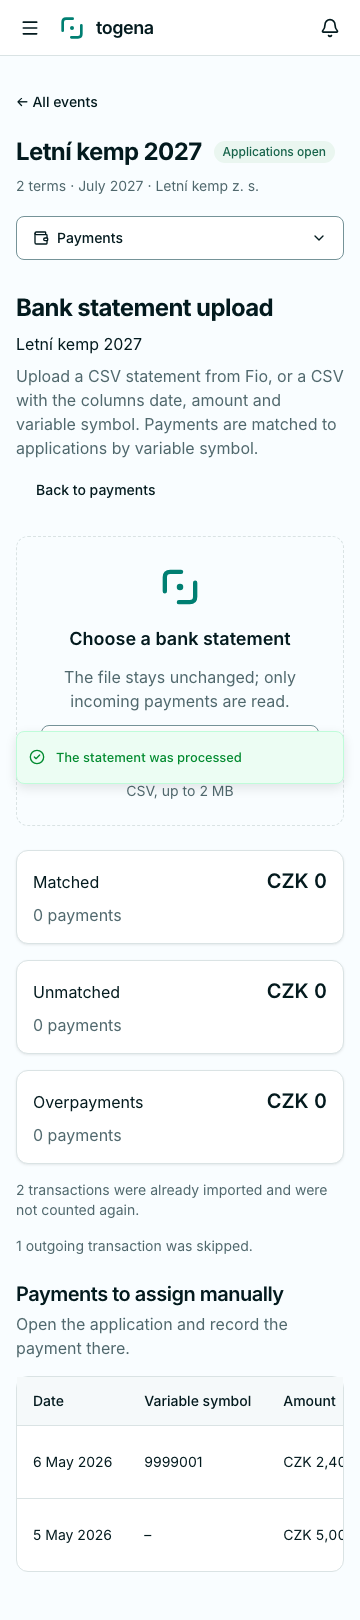 togena
← All events
Letní kemp 2027 Applications open
2 terms · July 2027 · Letní kemp z. s.
Payments
Bank statement upload
Letní kemp 2027
Upload a CSV statement from Fio, or a CSV
with the columns date, amount and
variable symbol. Payments are matched to
applications by variable symbol.
Back to payments
Choose a bank statement
The file stays unchanged; only
incoming payments are read.
The statement was processed
CSV, up to 2 MB
Matched CZK 0
0 payments
Unmatched CZK 0
0 payments
Overpayments CZK 0
0 payments
2 transactions were already imported and were
not counted again.
1 outgoing transaction was skipped.
Payments to assign manually
Open the application and record the
payment there.
Date Variable symbol Amount
6 May 2026 9999001 CZK
5 May 2026 – CZK